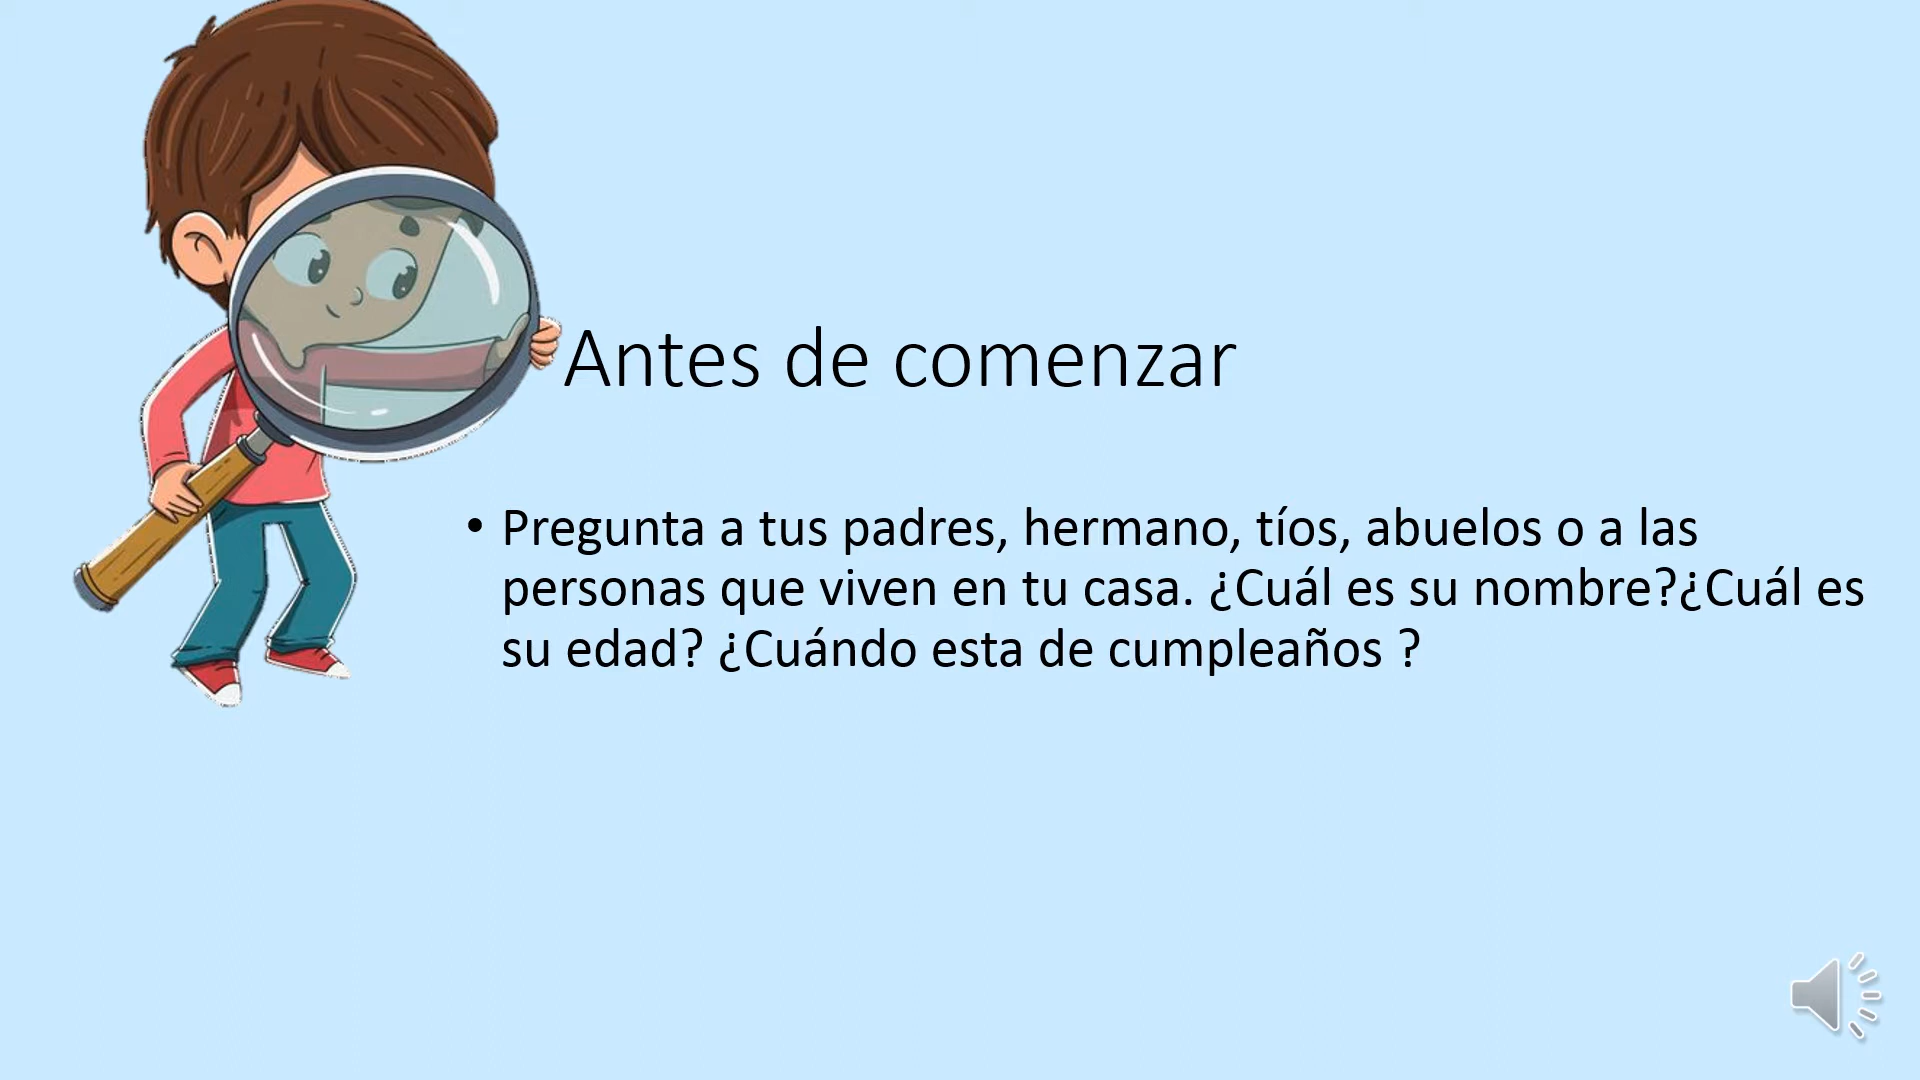 Antes de comenzar
• Pregunta a tus padres, hermano, tíos, abuelos o a las
personas que viven en tu casa. ¿Cuál es su nombre?¿Cuál es
su edad? ¿Cuándo esta de cumpleaños ?